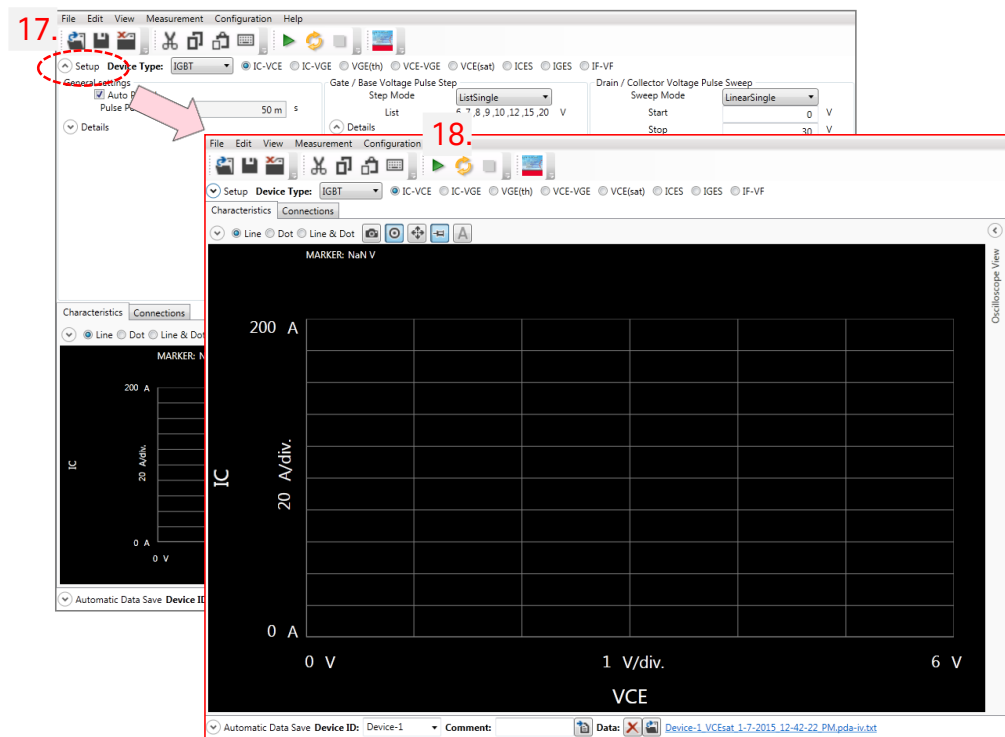 17.
File Edit View Measurement Configuration Help
Setup Device Type: IGBT IC-VCE IC-VGE VGE(th) VCE-VGE VCE(sat) ICES IGES IF-VF
General settings
Pulse Pe
50 m s
Details
Gate / Base Voltage Pulse Step
Step Mode ListSingle
List 6 ,7 ,8 ,9 ,10 ,12 ,15 ,20 V
Details
Drain / Collector Voltage Pulse Sweep
Sweep Mode LinearSingle
Start 0 V
Stop 30 V
Characteristics Connections
Line Dot Line & Dot
MARKER: N
200 A
IC
20 A/div.
0 A
0 V
Automatic Data Save Device ID
18.
File Edit View Measurement Configuration
Setup Device Type: IGBT IC-VCE IC-VGE VGE(th) VCE-VGE VCE(sat) ICES IGES IF-VF
Characteristics Connections
Line Dot Line & Dot A
MARKER: NaN V
Oscilloscope View
200 A
IC
20 A/div.
0 A
0 V 1 V/div. 6 V
VCE
Automatic Data Save Device ID: Device-1 Comment: Data: Device-1_VCEsat_1-7-2015_12-42-22_PM.pda-iv.txt